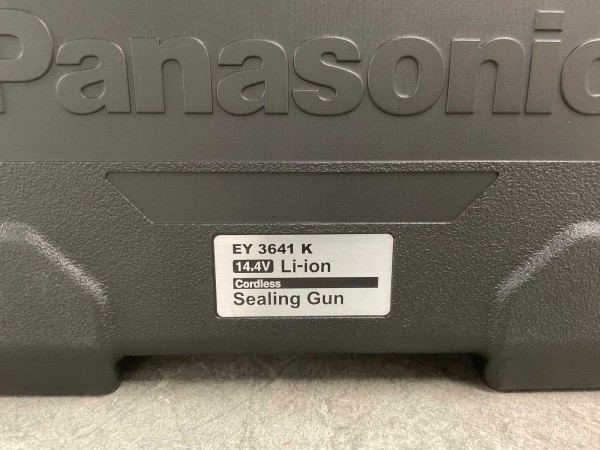 Panasonic
EY 3641 K
14.4V Li-ion
Cordless
Sealing Gun